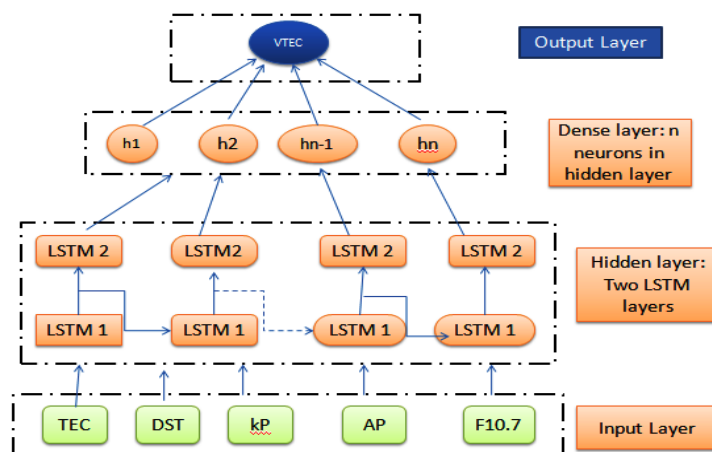 VTEC
Output Layer
h1
h2
hn-1
hn
Dense layer: n
neurons in
hidden layer
LSTM 2
LSTM2
LSTM 2
LSTM 2
Hidden layer:
Two LSTM
layers
LSTM 1
LSTM 1
LSTM 1
LSTM 1
TEC
DST
kP
AP
F10.7
Input Layer